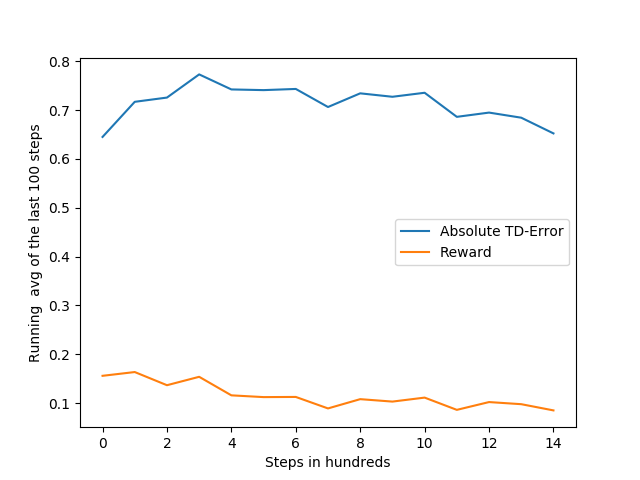 0.8
0.7
0.6
0.5
0.4
0.3
0.2
0.1
Running  avg of the last 100 steps
Absolute TD-Error
Reward
0 2 4 6 8 10 12 14
Steps in hundreds